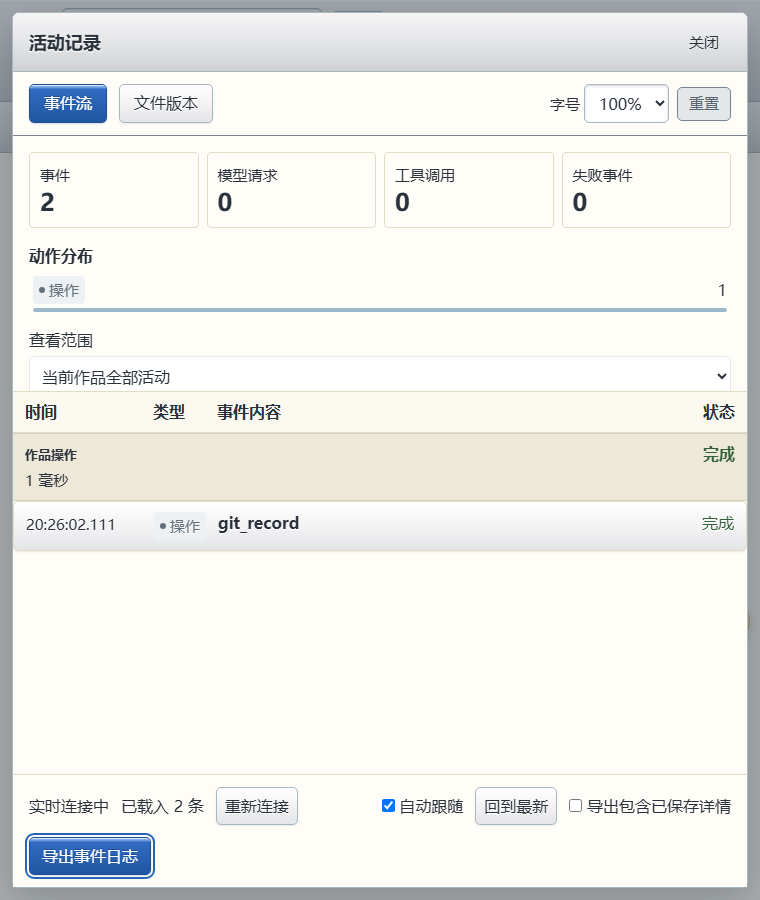 活动记录 关闭
事件流 文件版本 字号 100% 重置
事件 模型请求 工具调用 失败事件
2 0 0 0
动作分布
操作 1
查看范围
当前作品全部活动
时间 类型 事件内容 状态
作品操作 完成
1 毫秒
20:26:02.111 操作 git_record 完成
实时连接中 已载入 2 条 重新连接 自动跟随 回到最新 导出包含已保存详情
导出事件日志